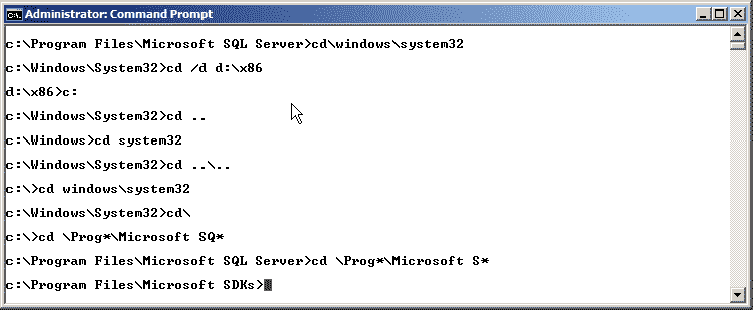 Administrator: Command Prompt
c:\Program Files\Microsoft SQL Server>cd\windows\system32
c:\Windows\System32>cd /d d:\x86
d:\x86>c:
c:\Windows\System32>cd ..
c:\Windows>cd system32
c:\Windows\System32>cd ..\..
c:\>cd windows\system32
c:\Windows\System32>cd\
c:\>cd \Prog*\Microsoft SQ*
c:\Program Files\Microsoft SQL Server>cd \Prog*\Microsoft S*
c:\Program Files\Microsoft SDKs>